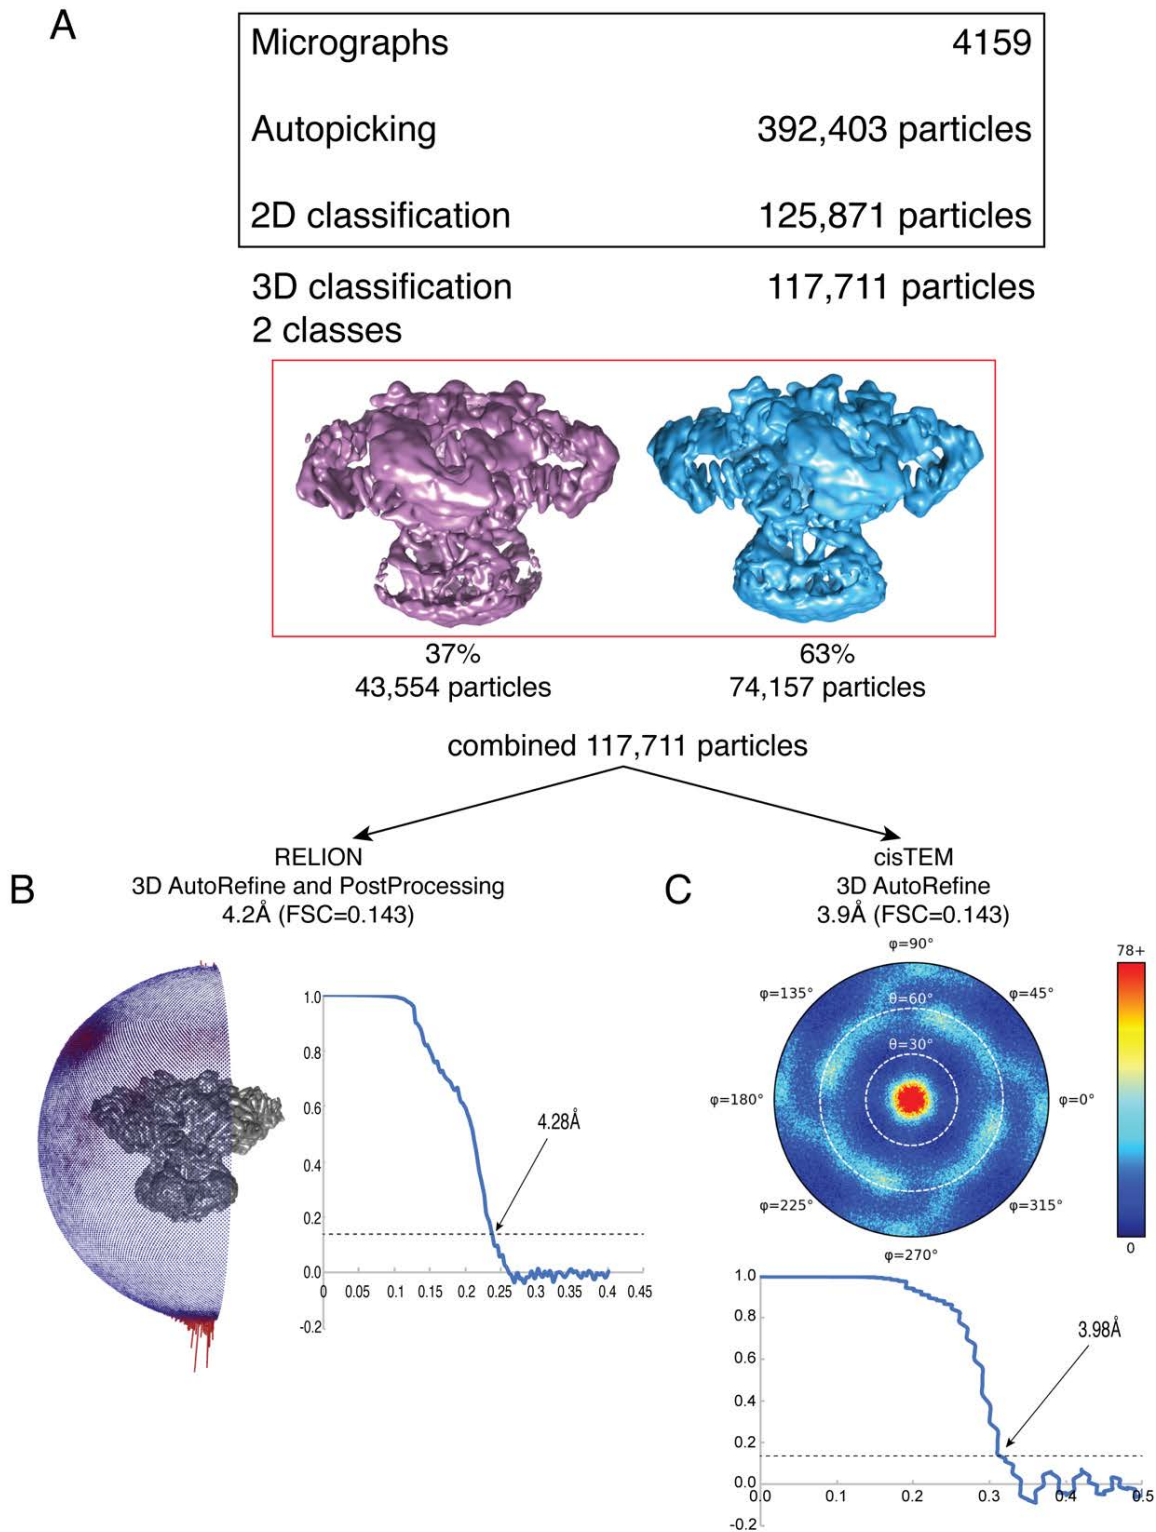 A
Micrographs 4159
Autopicking 392,403 particles
2D classification 125,871 particles
3D classification 117,711 particles
2 classes
37% 63%
43,554 particles 74,157 particles
combined 117,711 particles
RELION
3D AutoRefine and PostProcessing
4.2Å (FSC=0.143)
B
1.0
0.8
0.6
0.4
0.2
0.0
-0.2
0 0.05 0.1 0.15 0.2 0.25 0.3 0.35 0.4 0.45
4.28Å
cisTEM
3D AutoRefine
3.9Å (FSC=0.143)
C
φ=90°
φ=135° φ=45°
θ=60°
θ=30°
φ=180° φ=0°
φ=225° φ=315°
φ=270°
78+
0
1.0
0.8
0.6
0.4
0.2
0.0
-0.2
0.0 0.1 0.2 0.3 0.4 0.5
3.98Å